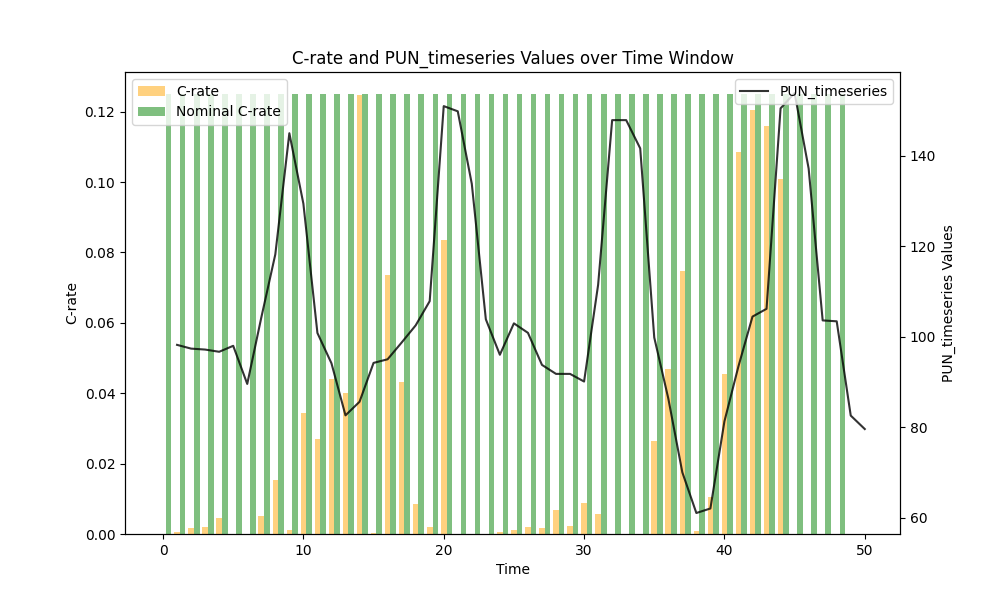 C-rate and PUN_timeseries Values over Time Window
C-rate
Nominal C-rate
PUN_timeseries
0.12
0.10
0.08
0.06
0.04
0.02
0.00
C-rate
140
120
100
80
60
PUN_timeseries Values
0 10 20 30 40 50
Time